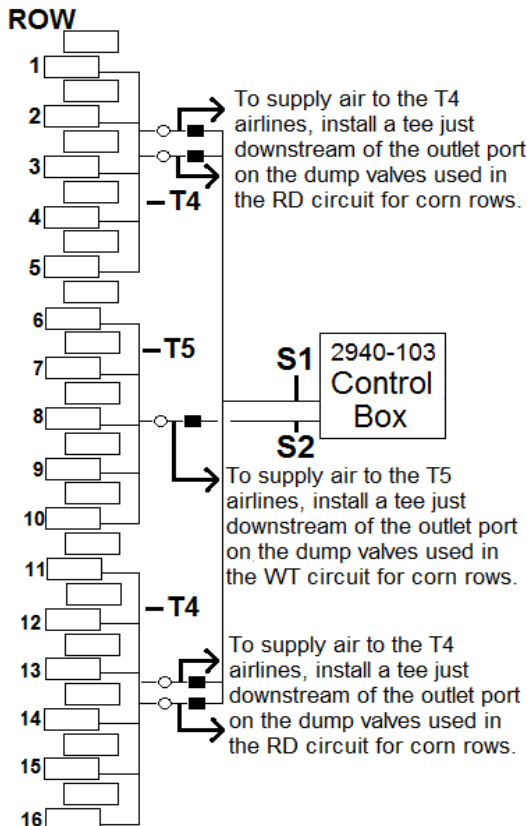 ROW
1
2
3
4
5
6
7
8
9
10
11
12
13
14
15
16
To supply air to the T4
airlines, install a tee just
downstream of the outlet port
on the dump valves used in
the RD circuit for corn rows.
T4
T5
S1
2940-103
Control
Box
S2
To supply air to the T5
airlines, install a tee just
downstream of the outlet port
on the dump valves used in
the WT circuit for corn rows.
T4
To supply air to the T4
airlines, install a tee just
downstream of the outlet port
on the dump valves used in
the RD circuit for corn rows.